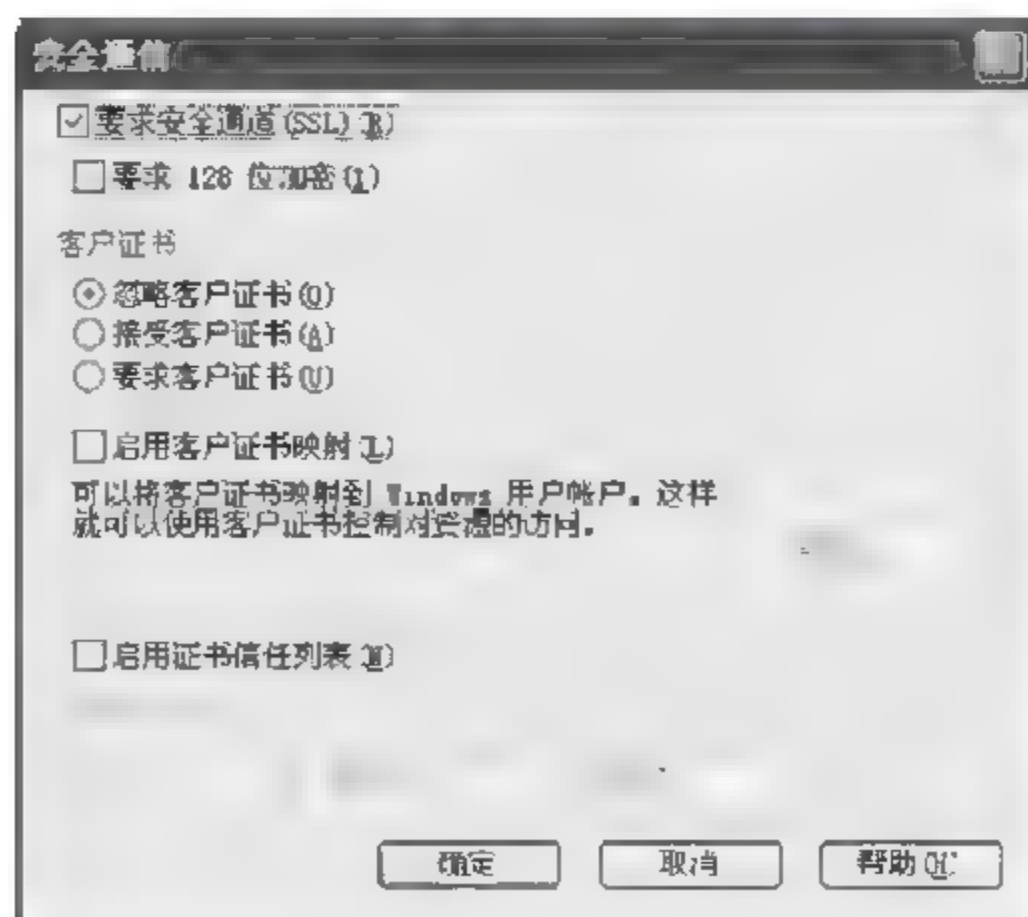 安全通信
要求安全通道(SSL)(R)
要求 128 位加密(1)
客户证书
忽略客户证书(O)
接受客户证书(A)
要求客户证书(U)
启用客户证书映射(L)
可以将客户证书映射到 Windows 用户帐户。这样
就可以使用客户证书控制对资源的访问。
启用证书信任列表(N)
确定
取消
帮助(H)